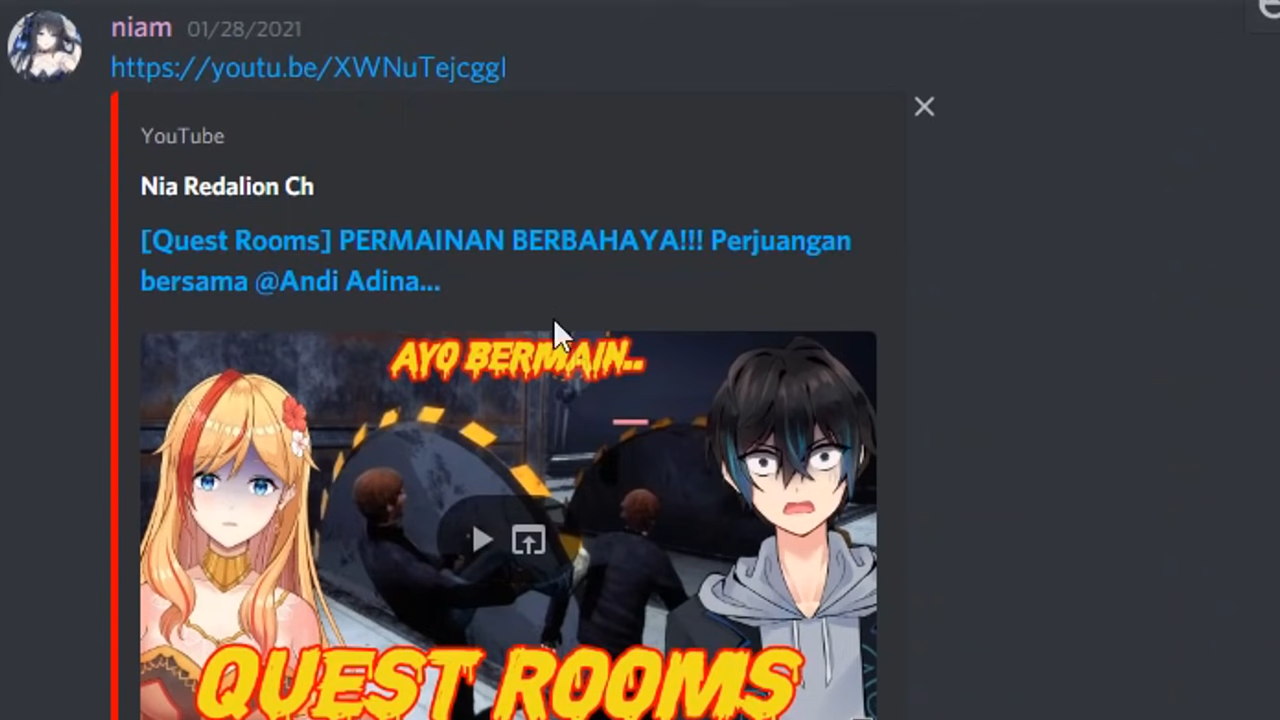 niam 01/28/2021
https://youtu.be/XWNuTejcggI
YouTube
Nia Redalion Ch
[Quest Rooms] PERMAINAN BERBAHAYA!!! Perjuangan
bersama @Andi Adina...
AYO BERMAIN..
QUEST ROOMS